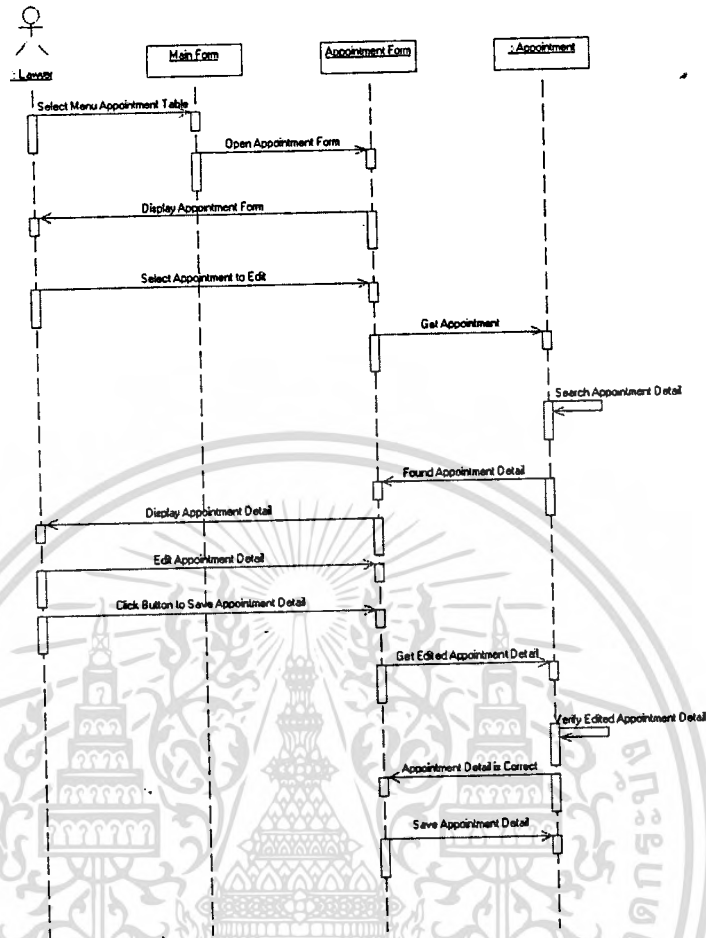 : Lawyer
Main Form
Appointment Form
: Appointment
Select Menu Appointment Table
Open Appointment Form
Display Appointment Form
Select Appointment to Edit
Get Appointment
Search Appointment Detail
Found Appointment Detail
Display Appointment Detail
Edit Appointment Detail
Click Button to Save Appointment Detail
Get Edited Appointment Detail
Verify Edited Appointment Detail
Appointment Detail is Correct
Save Appointment Detail